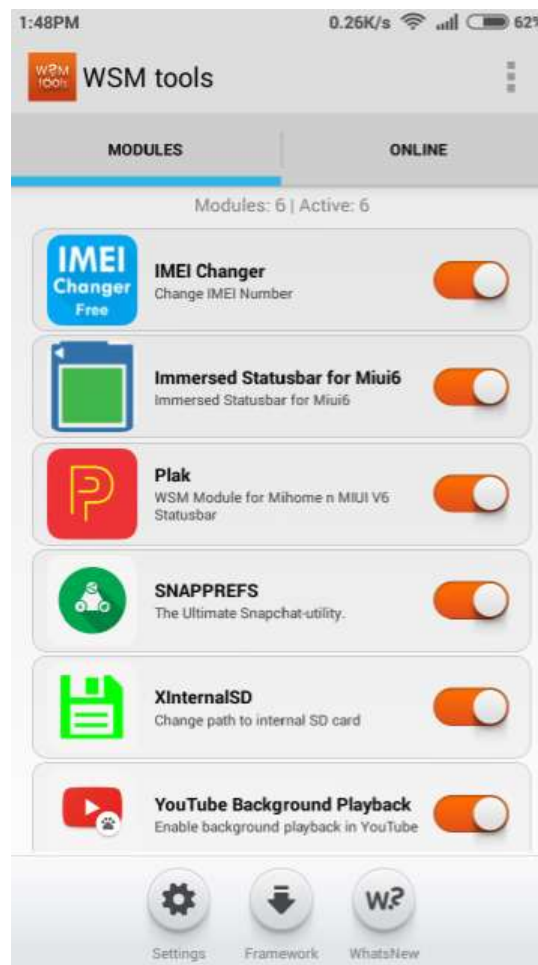 1:48PM 0.26K/s 62%
WSM tools
WSM tools
MODULES ONLINE
Modules: 6 | Active: 6
IMEI Changer Free
IMEI Changer
Change IMEI Number
Immersed Statusbar for Miui6
Immersed Statusbar for Miui6
P
Plak
WSM Module for Mihome n MIUI V6
Statusbar
SNAPPREFS
The Ultimate Snapchat-utility.
XInternalSD
Change path to internal SD card
YouTube Background Playback
Enable background playback in YouTube
W?
Settings Framework WhatsNew